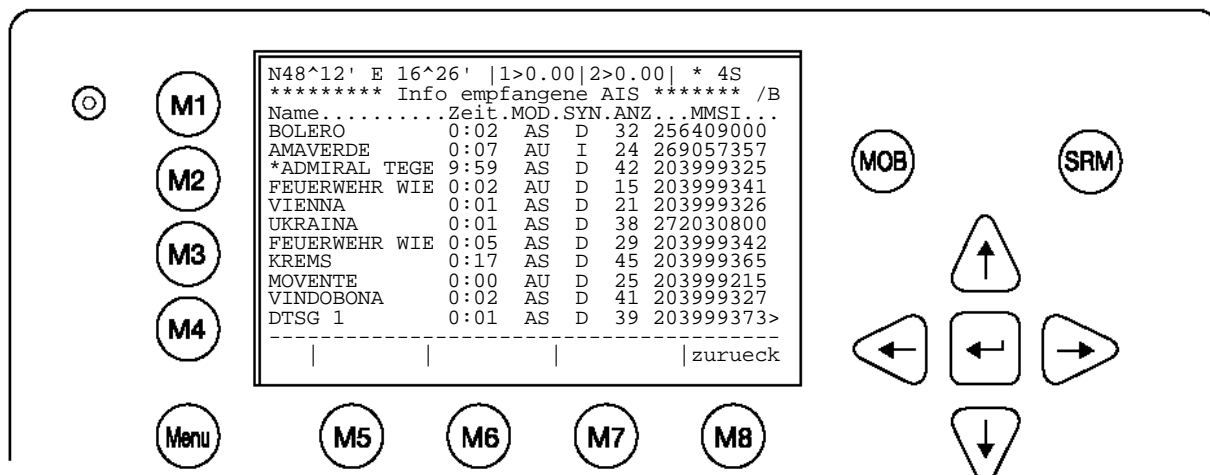 N48^12' E 16^26' |1>0.00|2>0.00| * 4S
********* Info empfangene AIS ******* /B
Name..........Zeit.MOD.SYN.ANZ...MMSI...
BOLERO 0:02 AS D 32 256409000
AMAVERDE 0:07 AU I 24 269057357
*ADMIRAL TEGE 9:59 AS D 42 203999325
FEUERWEHR WIE 0:02 AU D 15 203999341
VIENNA 0:01 AS D 21 203999326
UKRAINA 0:01 AS D 38 272030800
FEUERWEHR WIE 0:05 AS D 29 203999342
KREMS 0:17 AS D 45 203999365
MOVENTE 0:00 AU D 25 203999215
VINDOBONA 0:02 AS D 41 203999327
DTSG 1 0:01 AS D 39 203999373>
----------------------------------------
| | | |zurueck
M1
M2
M3
M4
Menu
M5
M6
M7
M8
MOB
SRM